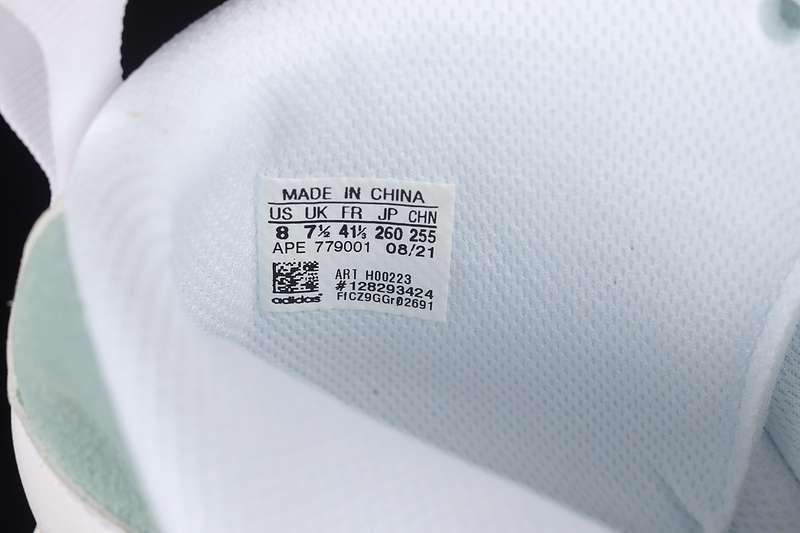 MADE IN CHINA
US UK FR JP CHN
8 7½ 41⅓ 260 255
APE 779001 08/21
ART H00223
#128293424
adidas